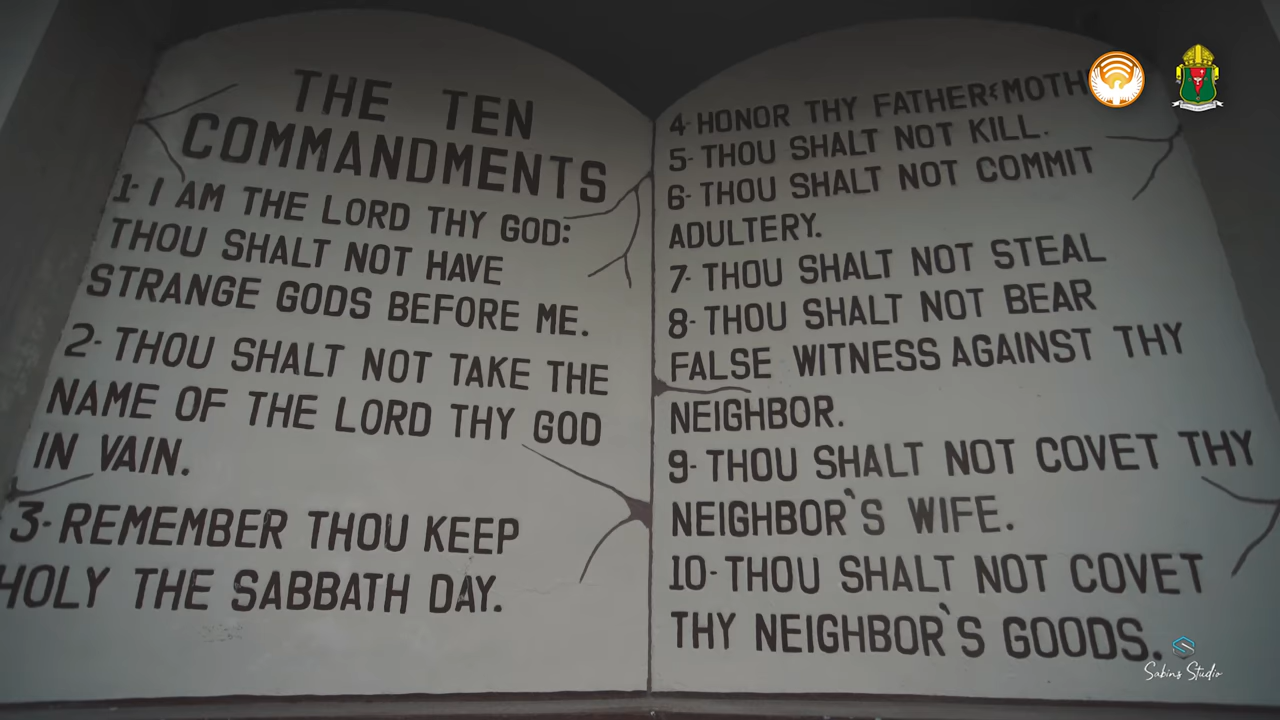 THE TEN
COMMANDMENTS
1- I AM THE LORD THY GOD:
THOU SHALT NOT HAVE
STRANGE GODS BEFORE ME.
2- THOU SHALT NOT TAKE THE
NAME OF THE LORD THY GOD
IN VAIN.
3- REMEMBER THOU KEEP
HOLY THE SABBATH DAY.
4- HONOR THY FATHER & MOTH
5- THOU SHALT NOT KILL.
6- THOU SHALT NOT COMMIT
ADULTERY.
7- THOU SHALT NOT STEAL
8- THOU SHALT NOT BEAR
FALSE WITNESS AGAINST THY
NEIGHBOR.
9- THOU SHALT NOT COVET THY
NEIGHBOR`S WIFE.
10- THOU SHALT NOT COVET
THY NEIGHBOR`S GOODS.
Sabins Studio